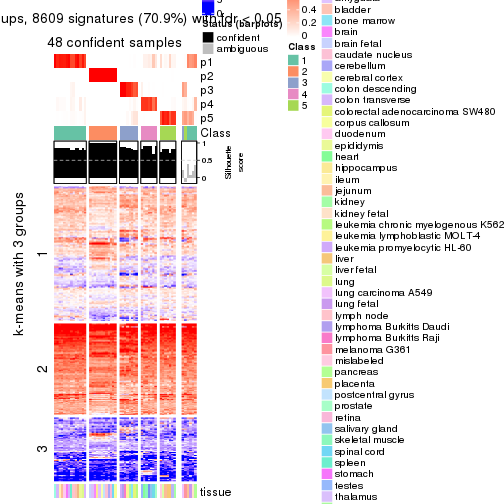 ups, 8609 signatures (70.9%) with fdr < 0.05
48 confident samples
p1
p2
p3
p4
p5
Class
1
0.5
0
Silhouette
score
k-means with 3 groups
1
2
3
tissue
0
Status (barplots)
confident
ambiguous
0.4
0.2
0
Class
1
2
3
4
5
bladder
bone marrow
brain
brain fetal
caudate nucleus
cerebellum
cerebral cortex
colon descending
colon transverse
colorectal adenocarcinoma SW480
corpus callosum
duodenum
epididymis
heart
hippocampus
ileum
jejunum
kidney
kidney fetal
leukemia chronic myelogenous K562
leukemia lymphoblastic MOLT-4
leukemia promyelocytic HL-60
liver
liver fetal
lung
lung carcinoma A549
lung fetal
lymph node
lymphoma Burkitts Daudi
lymphoma Burkitts Raji
melanoma G361
mislabeled
pancreas
placenta
postcentral gyrus
prostate
retina
salivary gland
skeletal muscle
spinal cord
spleen
stomach
testes
thalamus